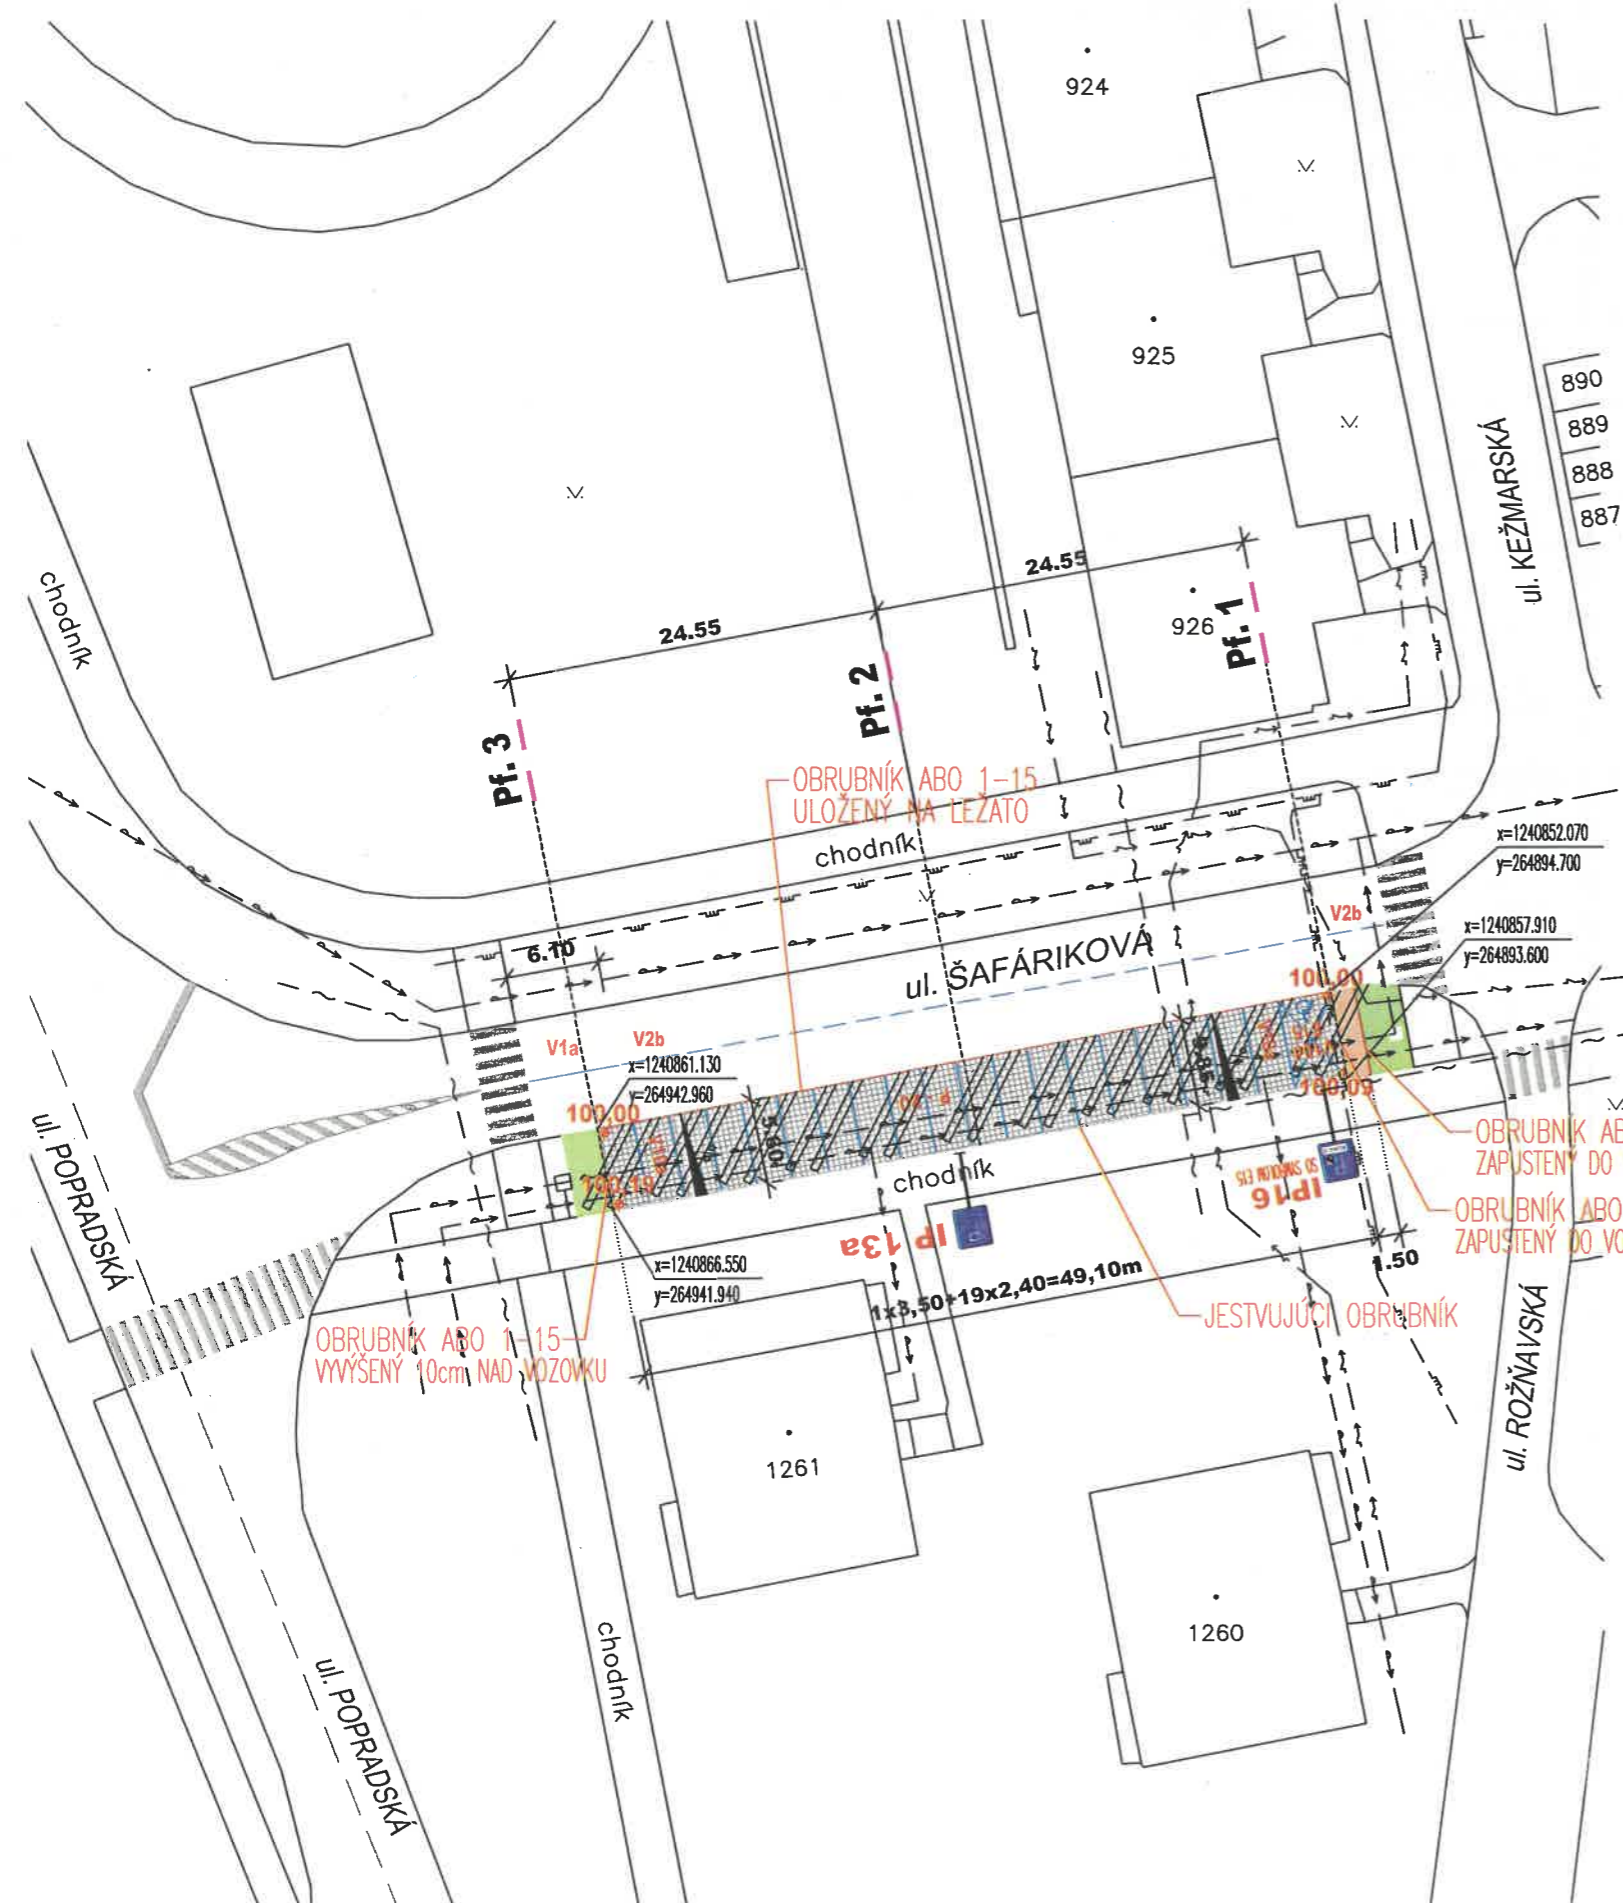 924
925
890
889
888
887
ul. KEŽMARSKÁ
chodník
24.55
24.55
926
Pf. 1
Pf. 2
Pf. 3
OBRUBNÍK ABO 1-15
ULOŽENÝ NA LEŽATO
chodník
x=1240852.070
y=264894.700
V2b
x=1240857.910
y=264893.600
6.10
ul. ŠAFÁRIKOVÁ
100,00
V1a
V2b
x=1240861.130
y=264942.960
100,00
100,09
5.80
ul. POPRADSKÁ
OBRUBNÍK AB
ZAPUSTENÝ DO
chodník
100,19
IP16
OBRUBNÍK ABO
ZAPUSTENÝ DO VO
IP 13a
1.50
x=1240866.550
y=264941.940
1x3,50+19x2,40=49,10m
JESTVUJÚCI OBRUBNÍK
OBRUBNÍK ABO 1-15
VYVÝŠENÝ 10cm NAD VOZOVKU
ul. ROŽŇAVSKÁ
1261
1260
chodník
ul. POPRADSKÁ